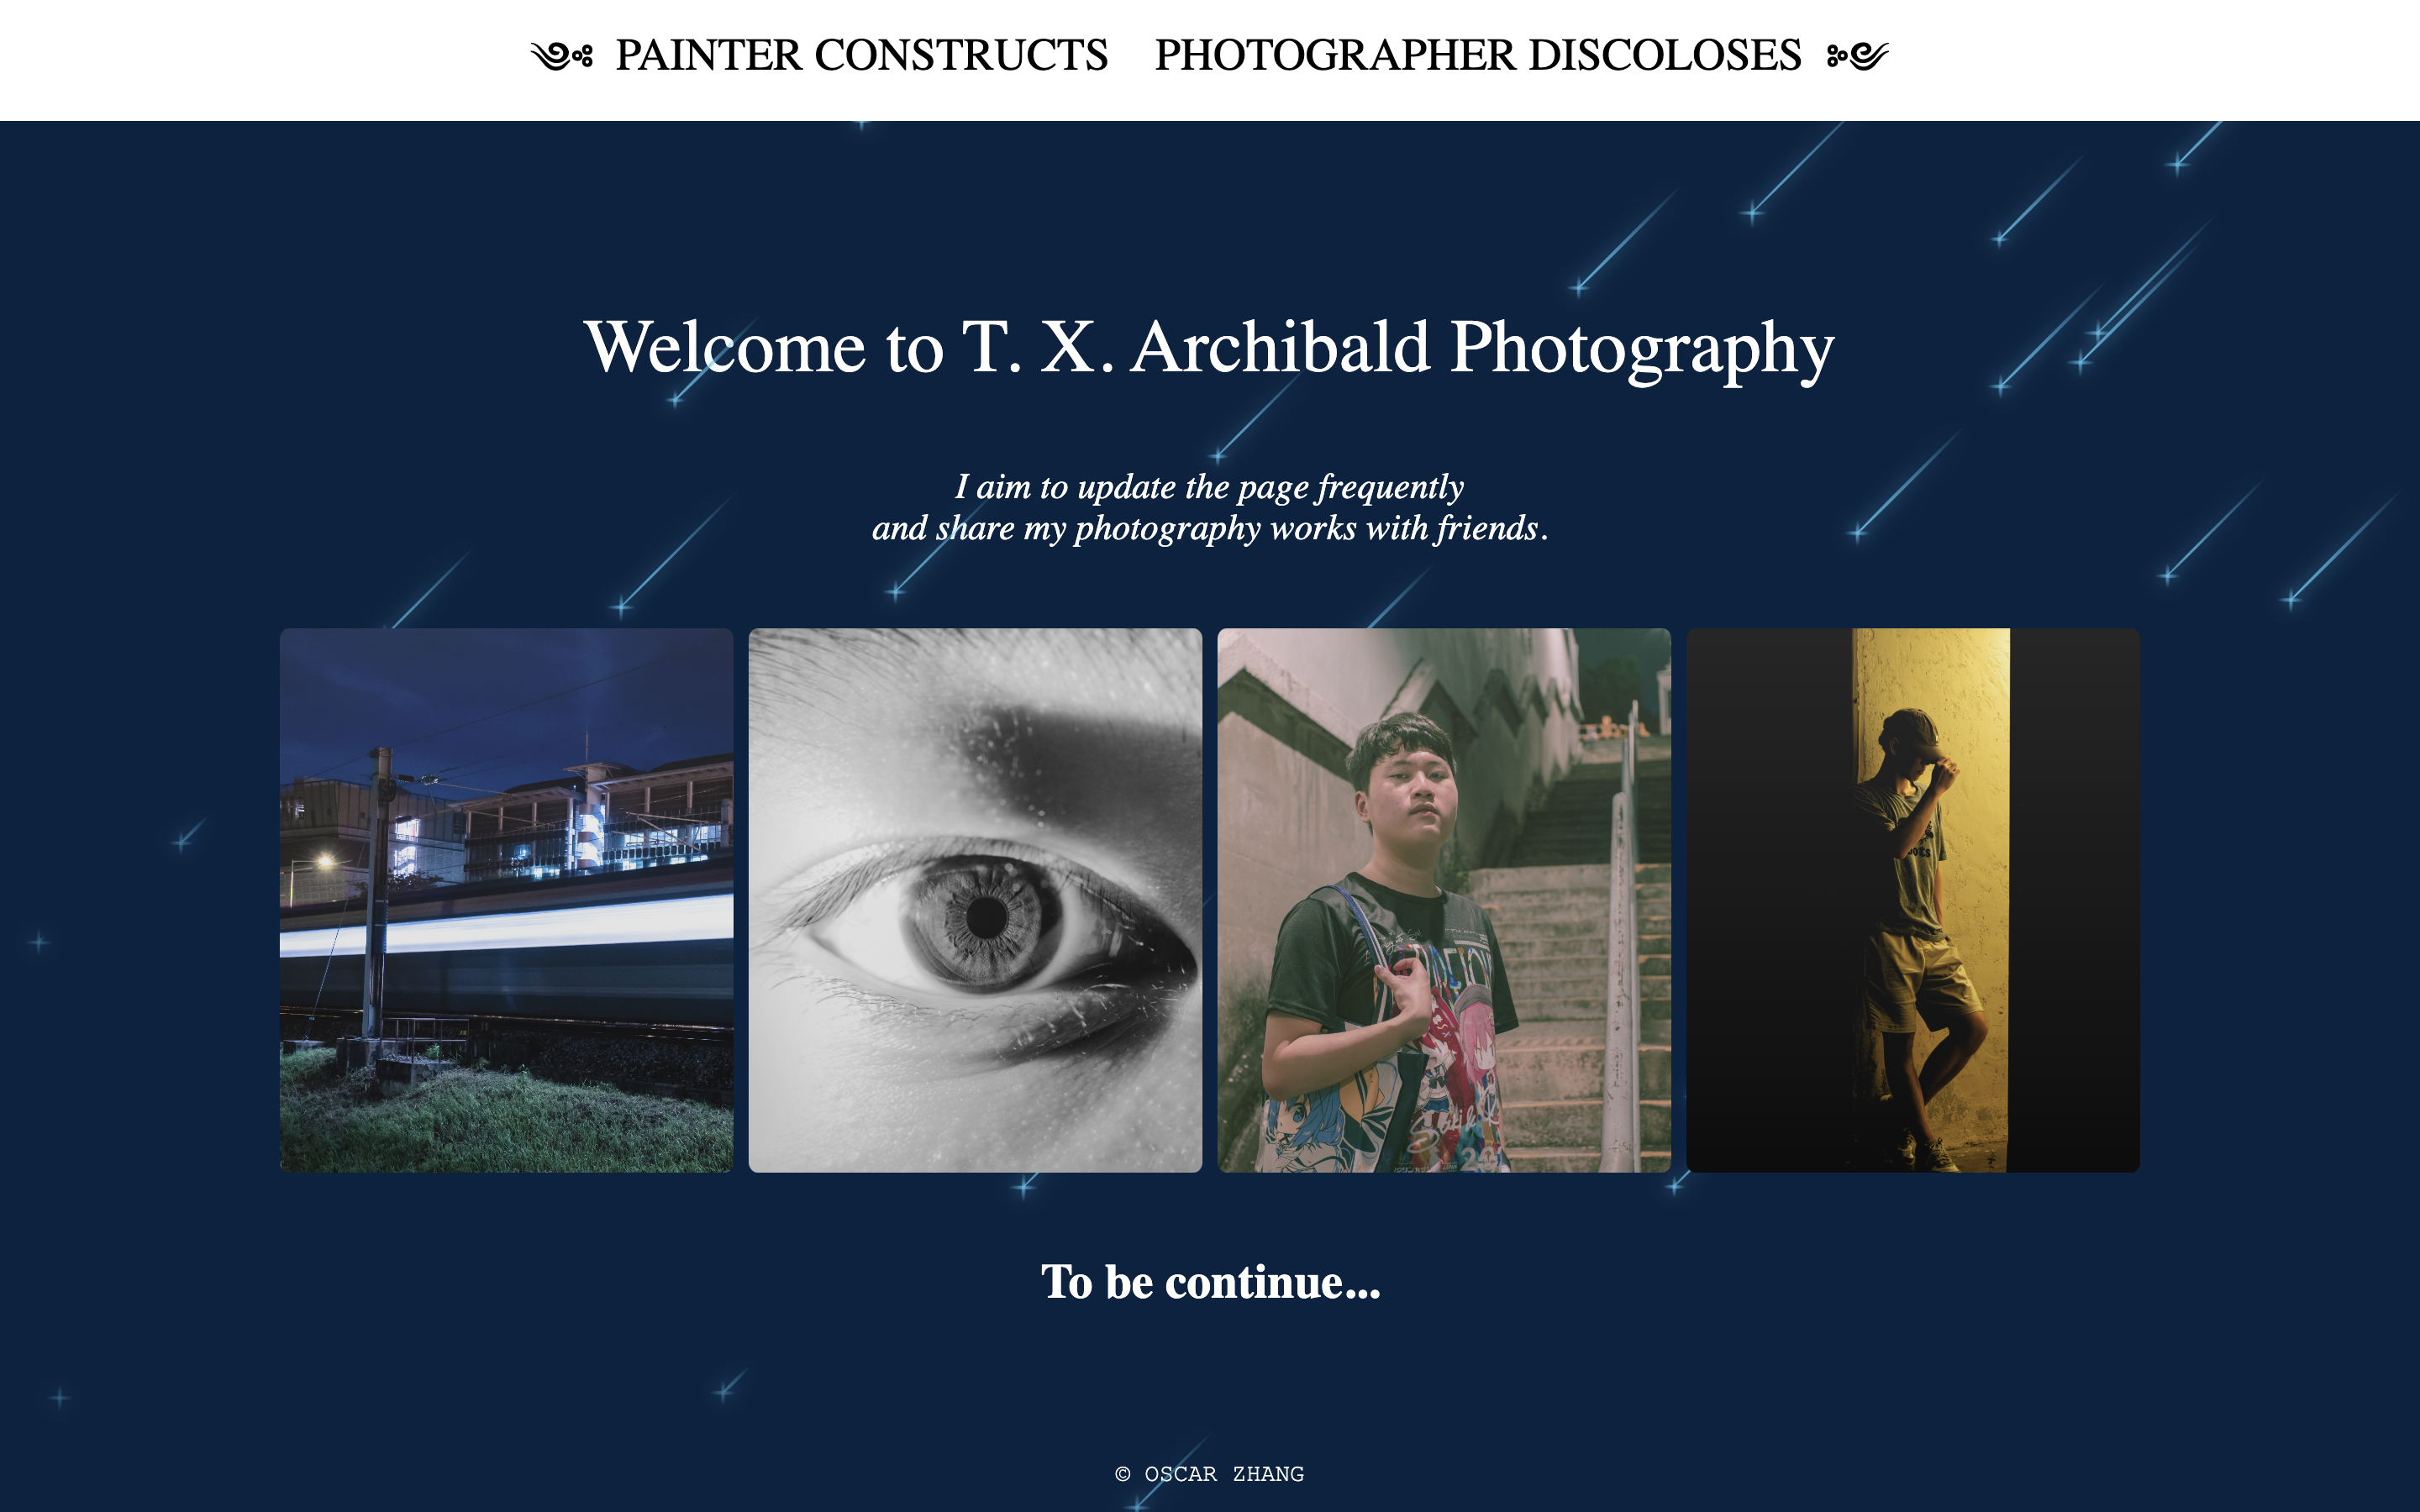 PAINTER CONSTRUCTS PHOTOGRAPHER DISCOLOSES
Welcome to T. X. Archibald Photography
I aim to update the page frequently
and share my photography works with friends.
To be continue...
© OSCAR ZHANG